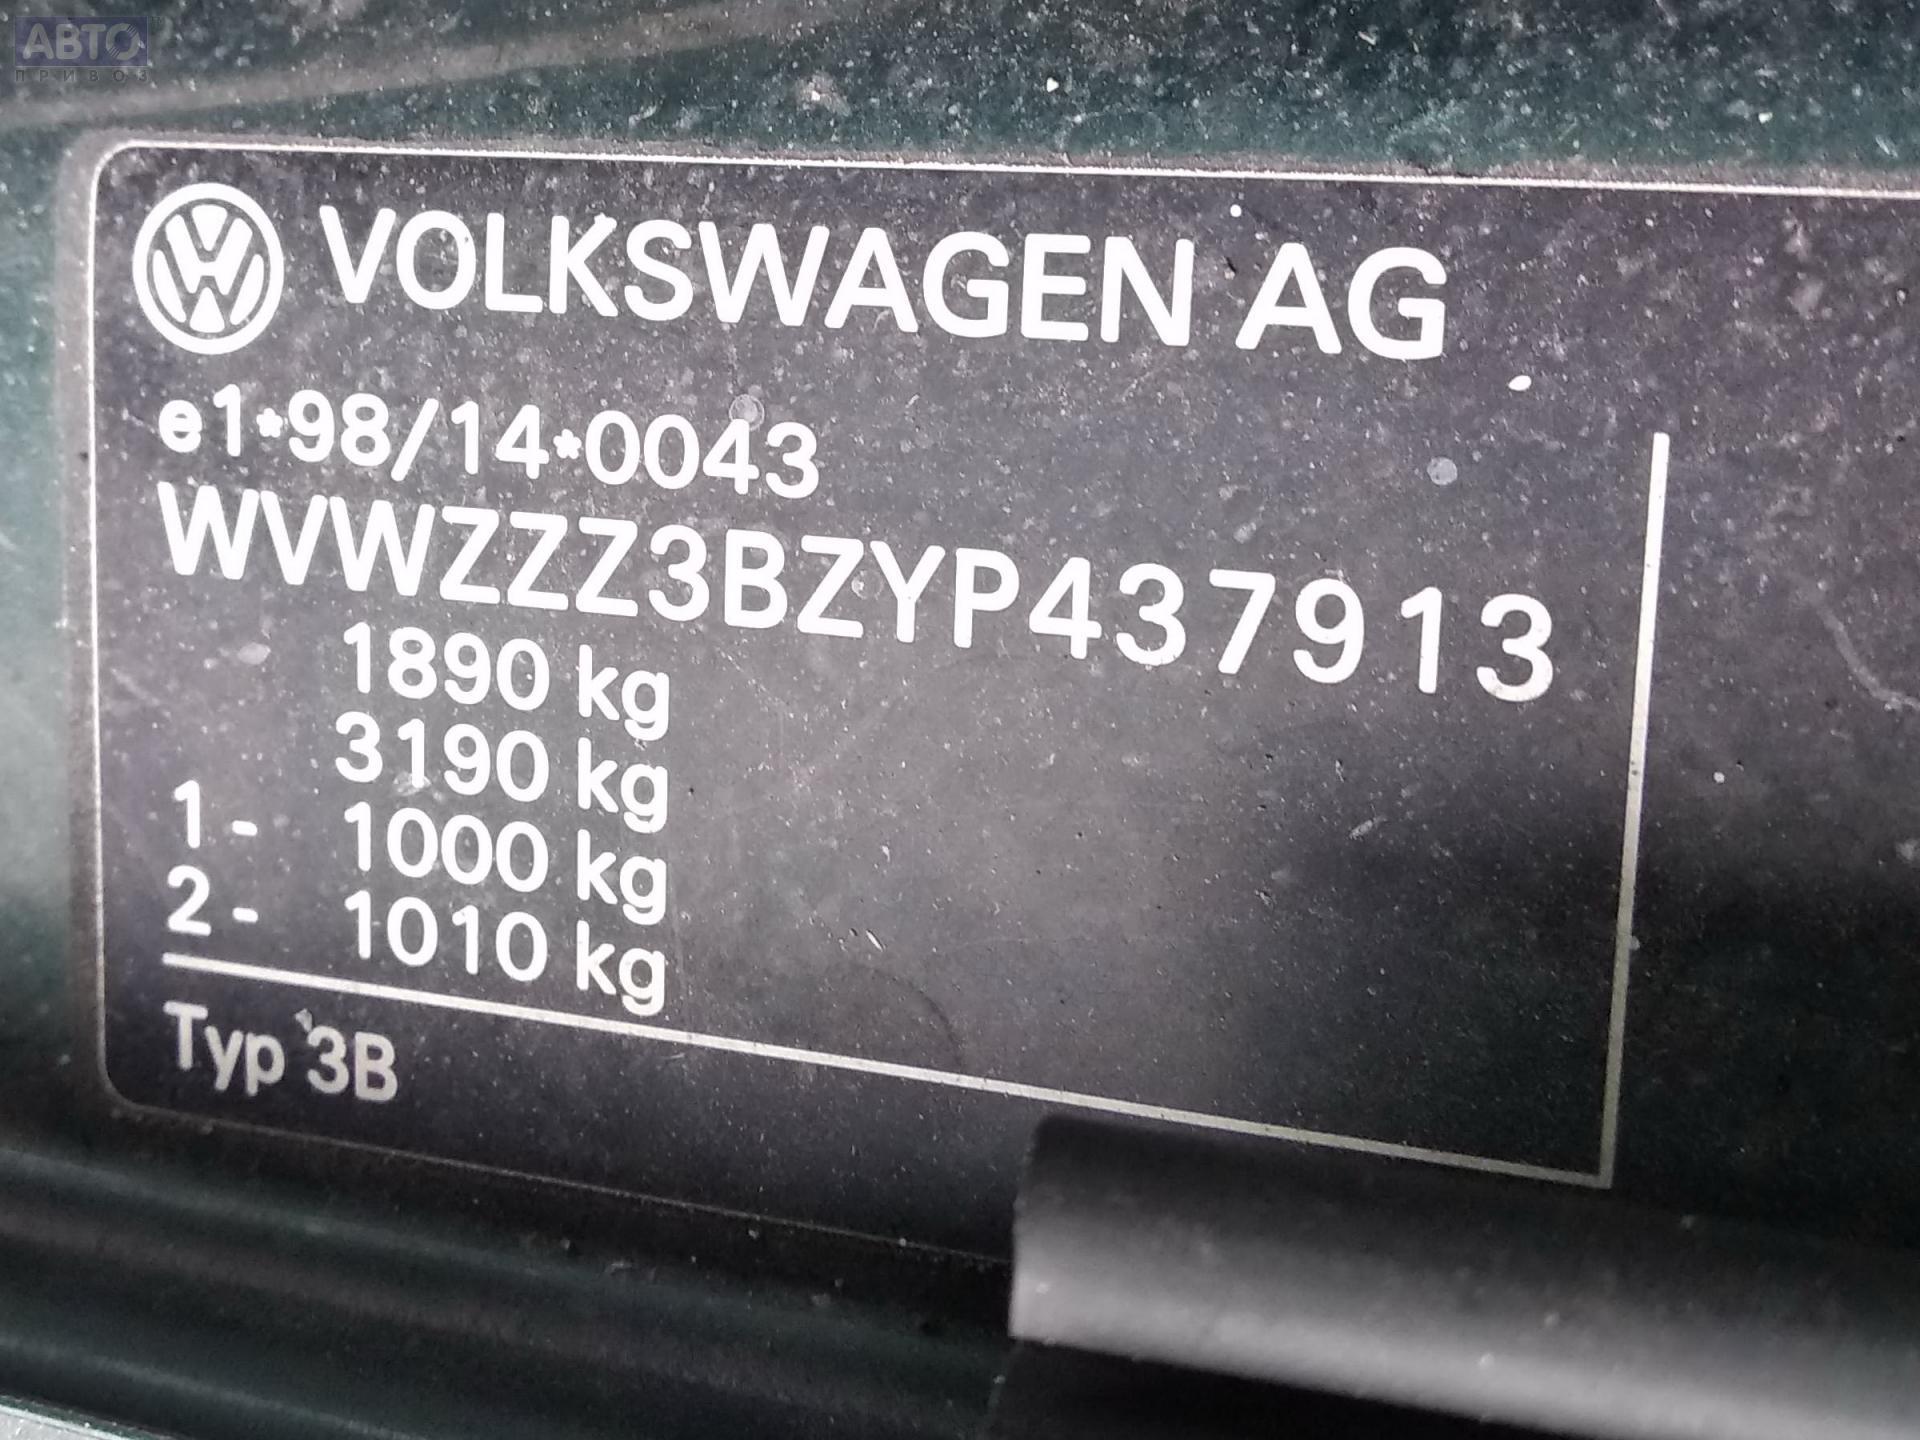 АВТО
ПРИВОЗ
VOLKSWAGEN AG
e1*98/14*0043
WVWZZZ3BZYP437913
1890 kg
3190 kg
1- 1000 kg
2- 1010 kg
Typ 3B